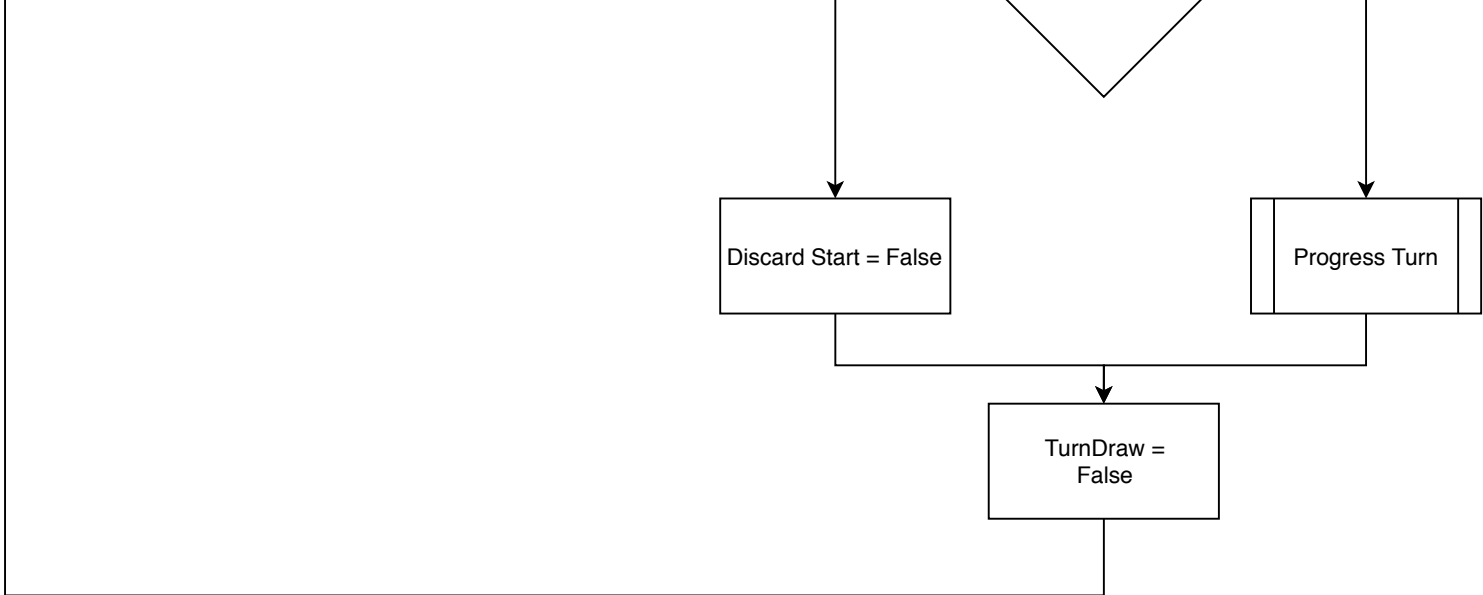 Discard Start = False
Progress Turn
TurnDraw =
False